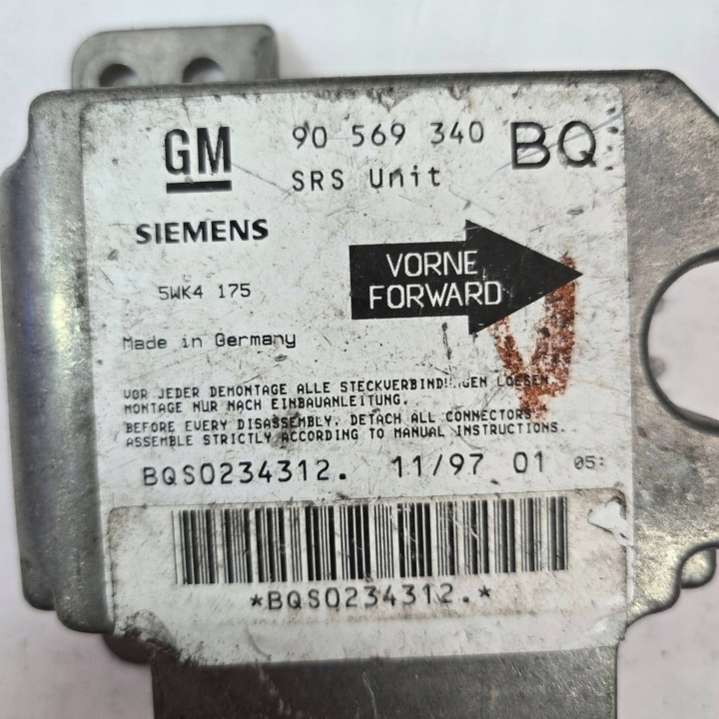 GM 90 569 340 BQ
SRS Unit
SIEMENS
VORNE
FORWARD
5WK4 175
Made in Germany
VOR JEDER DEMONTAGE ALLE STECKVERBINDUNGEN LOESEN
MONTAGE NUR NACH EINBAUANLEITUNG.
BEFORE EVERY DISASSEMBLY, DETACH ALL CONNECTORS
ASSEMBLE STRICTLY ACCORDING TO MANUAL INSTRUCTIONS.
BQS0234312. 11/97 01 05:
*BQS0234312.*